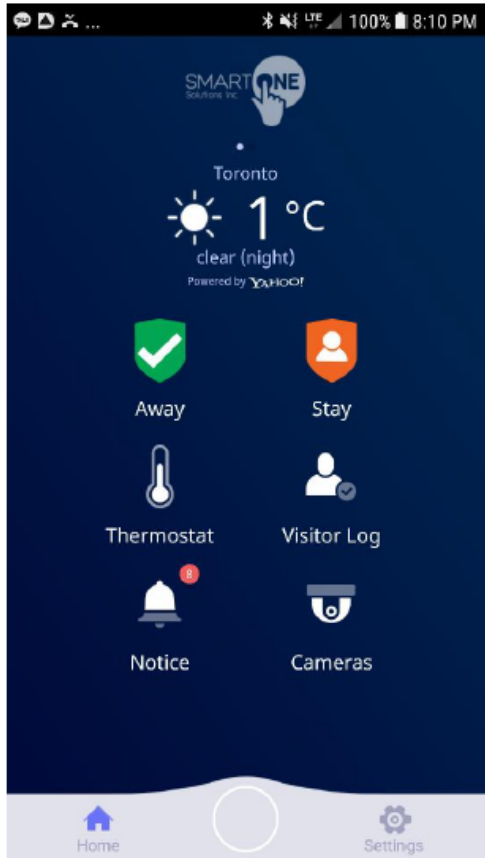 ... LTE 100% 8:10 PM
SMART ONE
Solutions Inc.
Toronto
1 °C
clear (night)
Powered by YAHOO!
Away Stay
Thermostat Visitor Log
8
Notice Cameras
Home Settings